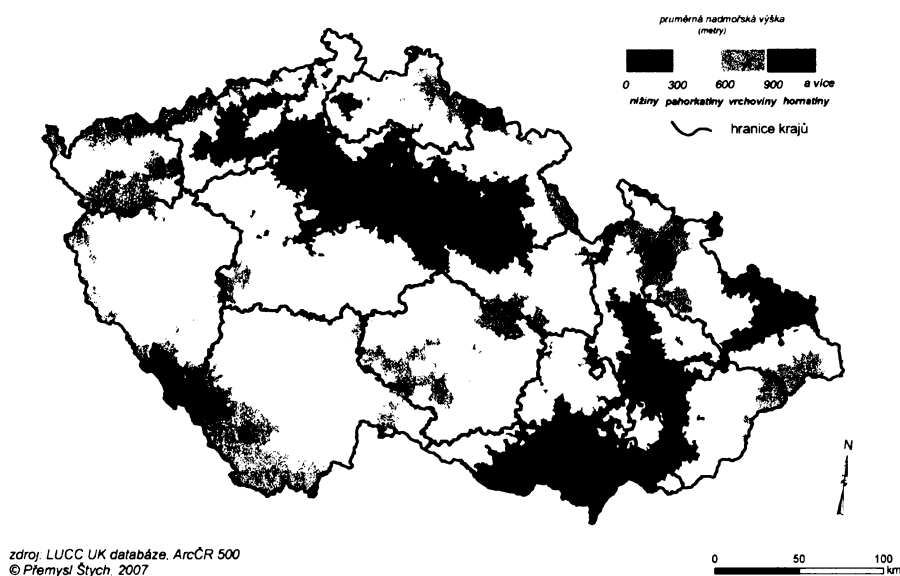 průměrná nadmořská výška
(metry)
0 300 600 900 a více
nížiny pahorkatiny vrchoviny hornatiny
hranice krajů
N
zdroj: LUCC UK databáze, ArcČR 500
© Přemysl Štych, 2007
0 50 100
km